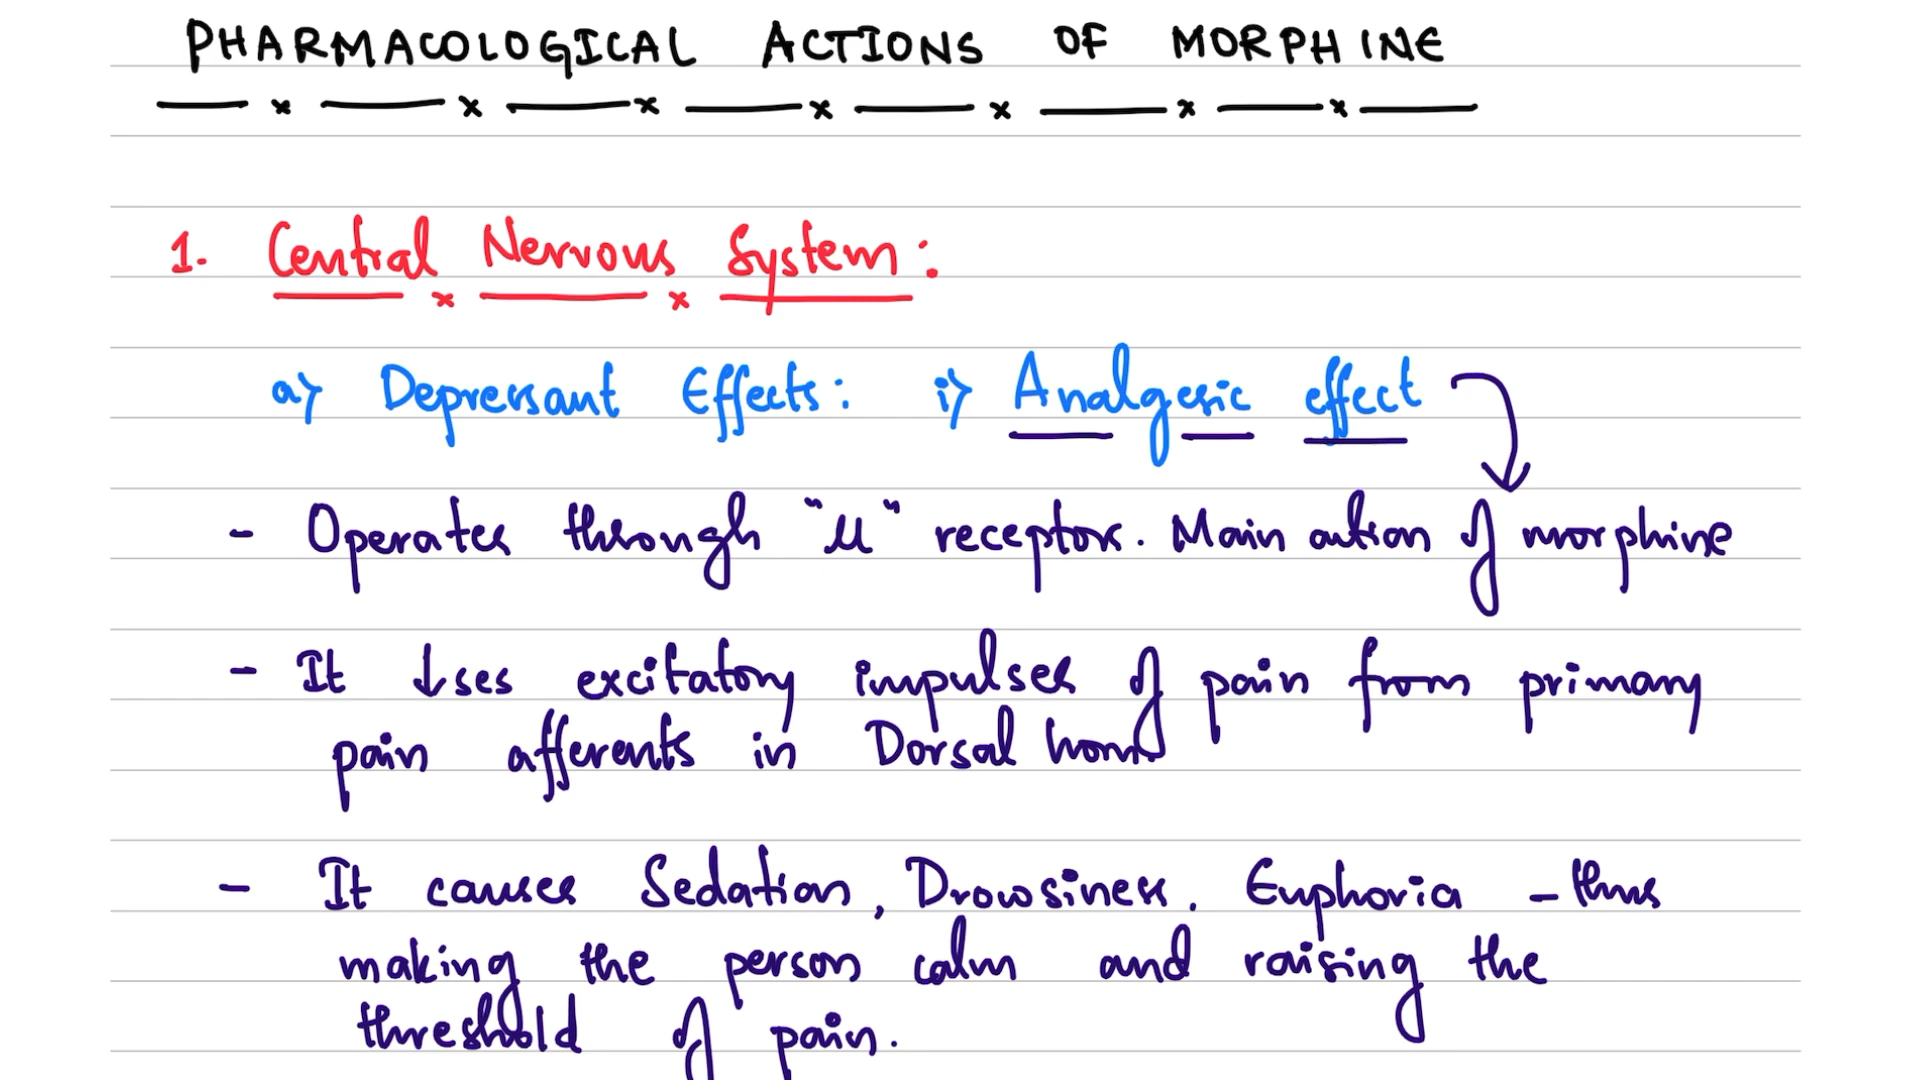 PHARMACOLOGICAL ACTIONS OF MORPHINE
1. Central Nervous System:
a) Depressant Effects: i) Analgesic effect
- Operates through "μ" receptors. Main action of morphine
- It ↓ses excitatory impulses of pain from primary
pain afferents in Dorsal horn.
- It causes Sedation, Drowsiness, Euphoria - thus
making the person calm and raising the
threshold of pain.